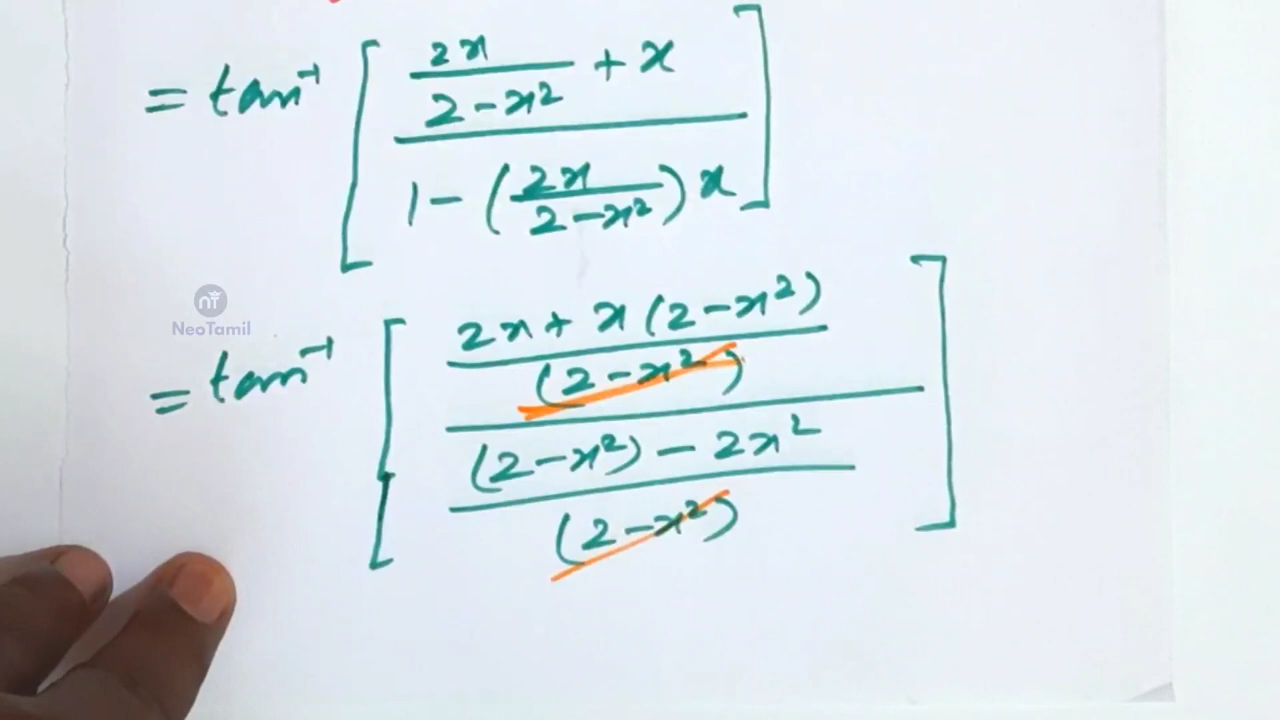 = tan⁻¹ [ (2x/(2-x²) + x) / (1 - (2x/(2-x²)) x) ]
NeoTamil
= tan⁻¹ [ ((2x + x(2-x²))/(2-x²)) / (((2-x²) - 2x²)/(2-x²)) ]